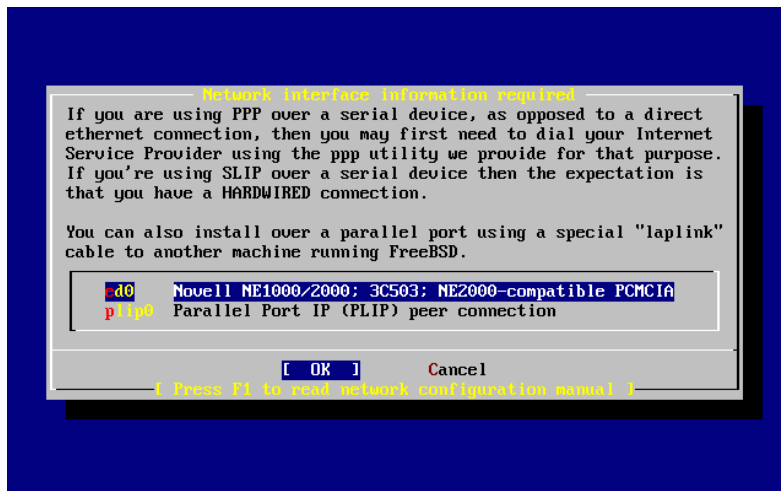 Network interface information required
If you are using PPP over a serial device, as opposed to a direct
ethernet connection, then you may first need to dial your Internet
Service Provider using the ppp utility we provide for that purpose.
If you're using SLIP over a serial device then the expectation is
that you have a HARDWIRED connection.
You can also install over a parallel port using a special "laplink"
cable to another machine running FreeBSD.
ed0 Novell NE1000/2000; 3C503; NE2000-compatible PCMCIA
plip0 Parallel Port IP (PLIP) peer connection
[ OK ] Cancel
[ Press F1 to read network configuration manual ]